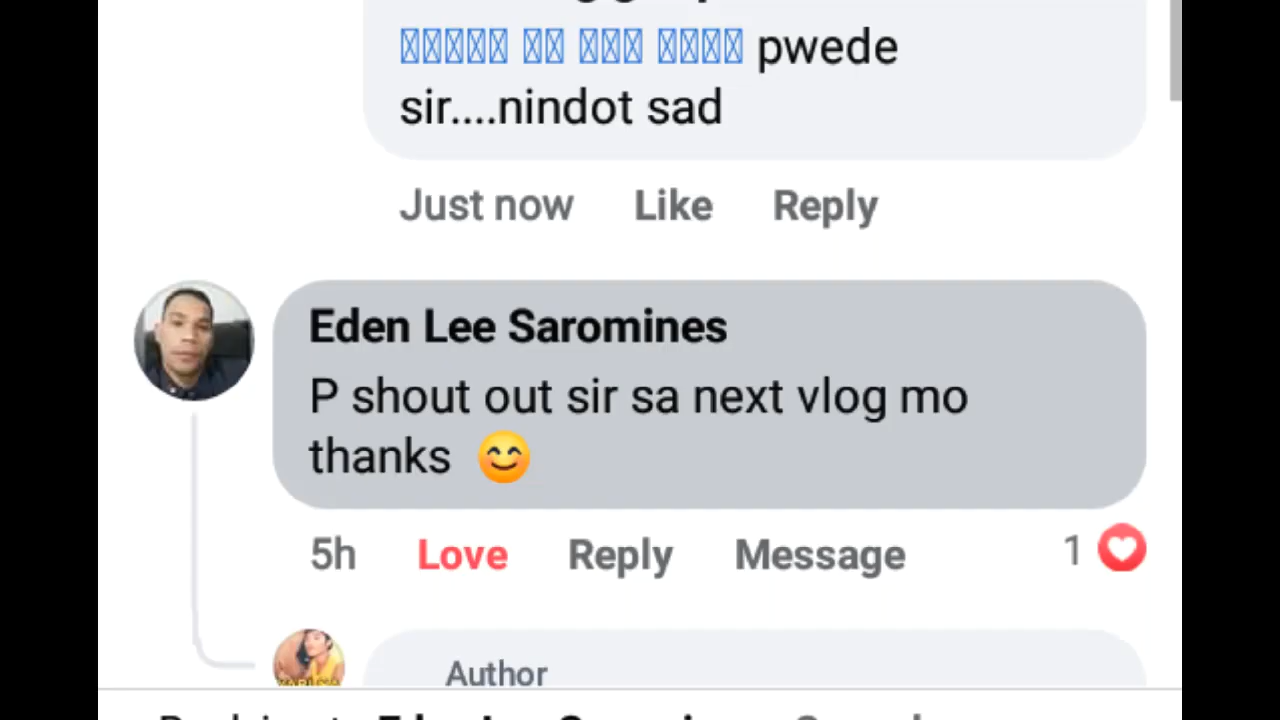 pwede
sir....nindot sad
Just now Like Reply
Eden Lee Saromines
P shout out sir sa next vlog mo
thanks 😊
5h Love Reply Message 1
Author